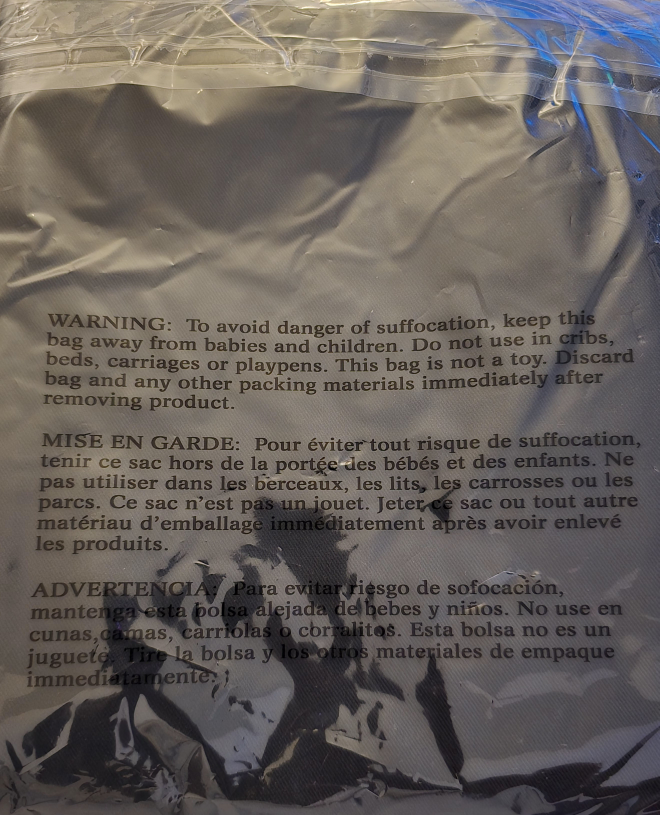 WARNING: To avoid danger of suffocation, keep this
bag away from babies and children. Do not use in cribs,
beds, carriages or playpens. This bag is not a toy. Discard
bag and any other packing materials immediately after
removing product.
MISE EN GARDE: Pour éviter tout risque de suffocation,
tenir ce sac hors de la portée des bébés et des enfants. Ne
pas utiliser dans les berceaux, les lits, les carrosses ou les
parcs. Ce sac n'est pas un jouet. Jeter ce sac ou tout autre
matériau d'emballage immédiatement après avoir enlevé
les produits.
ADVERTENCIA: Para evitar riesgo de sofocación,
mantenga esta bolsa alejada de bebes y niños. No use en
cunas, camas, carriolas o corralitos. Esta bolsa no es un
juguete. Tire la bolsa y los otros materiales de empaque
immediatamente.